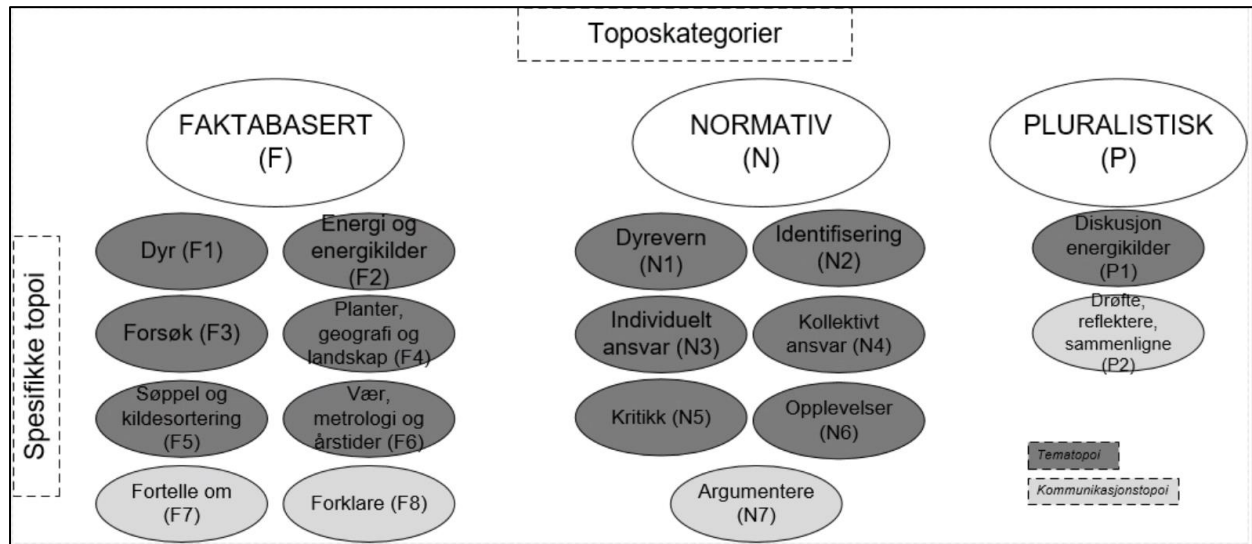 Toposkategorier
FAKTABASERT
(F)
NORMATIV
(N)
PLURALISTISK
(P)
Spesifikke topoi
Dyr (F1)
Energi og
energikilder
(F2)
Dyrevern
(N1)
Identifisering
(N2)
Diskusjon
energikilder
(P1)
Forsøk (F3)
Planter,
geografi og
landskap (F4)
Individuelt
ansvar (N3)
Kollektivt
ansvar (N4)
Drøfte,
reflektere,
sammenligne
(P2)
Søppel og
kildesortering
(F5)
Vær,
metrologi og
årstider (F6)
Kritikk (N5)
Opplevelser
(N6)
Tematopoi
Kommunikasjonstopoi
Fortelle om
(F7)
Forklare (F8)
Argumentere
(N7)